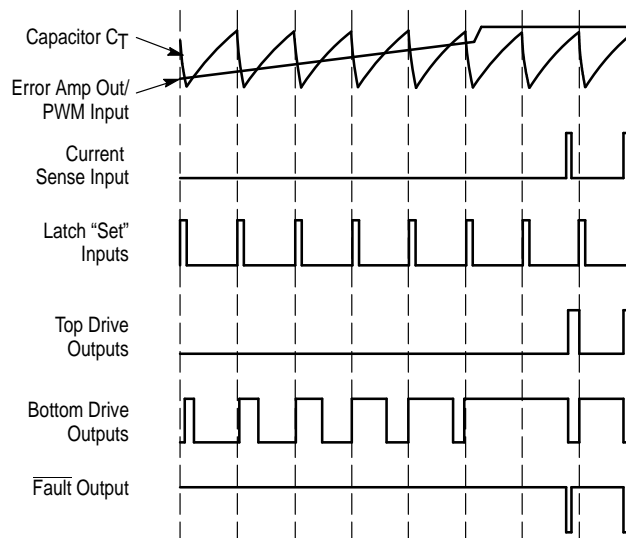 Capacitor CT
Error Amp Out/
PWM Input
Current
Sense Input
Latch “Set”
Inputs
Top Drive
Outputs
Bottom Drive
Outputs
Fault Output